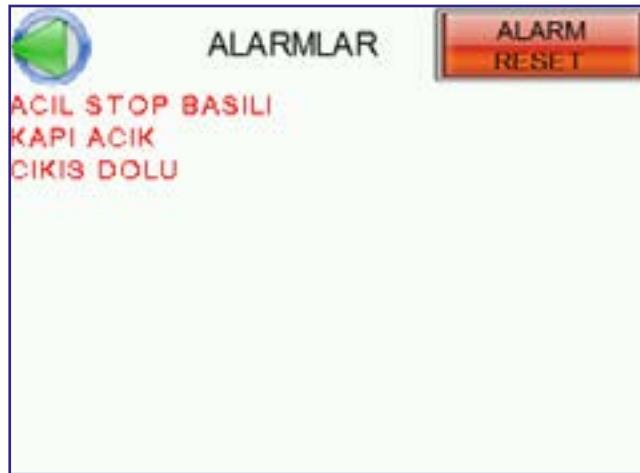 ALARMLAR
ALARM
RESET
ACIL STOP BASILI
KAPI ACIK
CIKIS DOLU